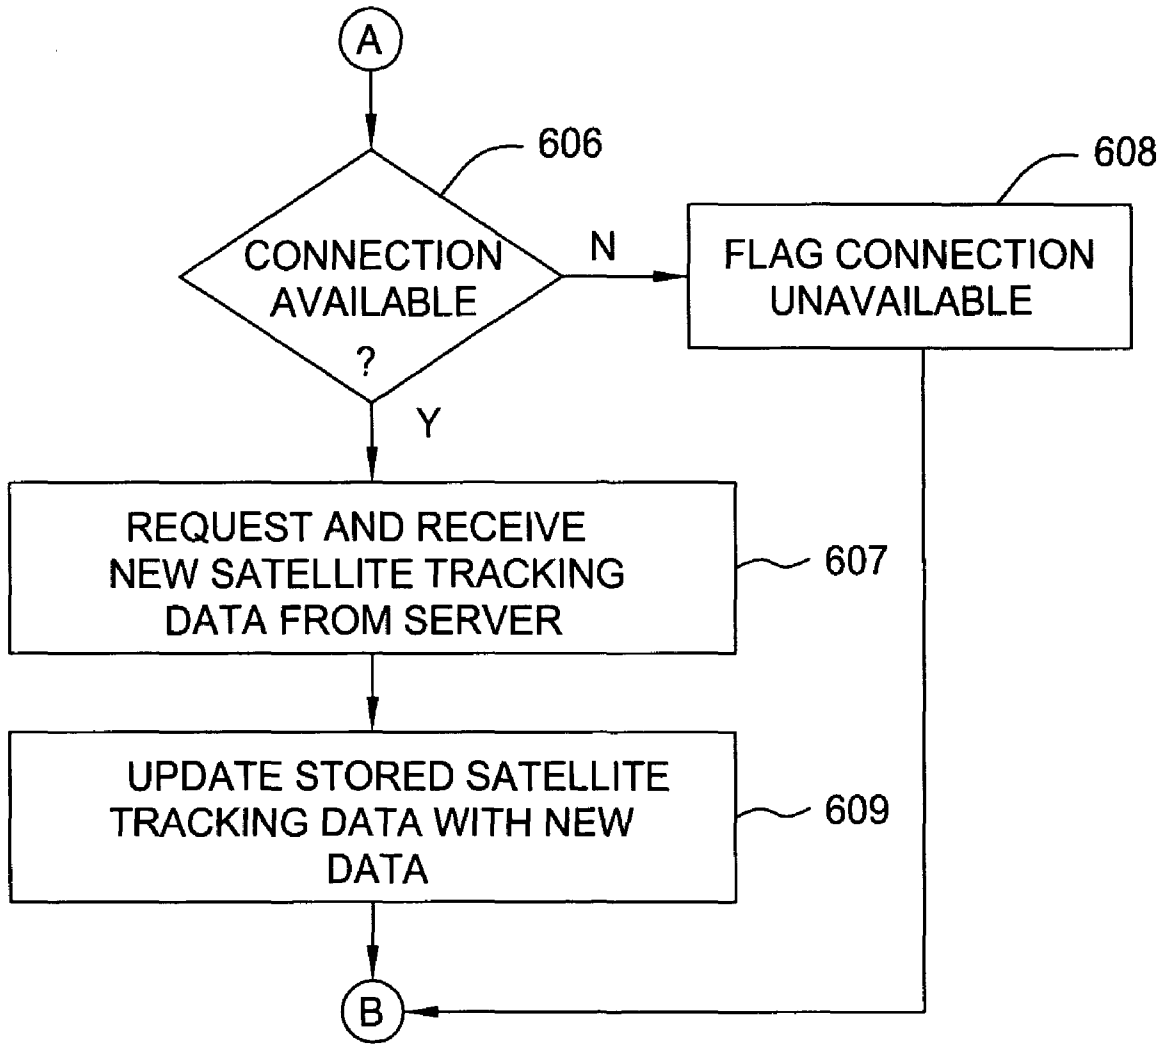 A
606
CONNECTION
AVAILABLE
?
N
608
FLAG CONNECTION
UNAVAILABLE
Y
REQUEST AND RECEIVE
NEW SATELLITE TRACKING
DATA FROM SERVER
607
UPDATE STORED SATELLITE
TRACKING DATA WITH NEW
DATA
609
B